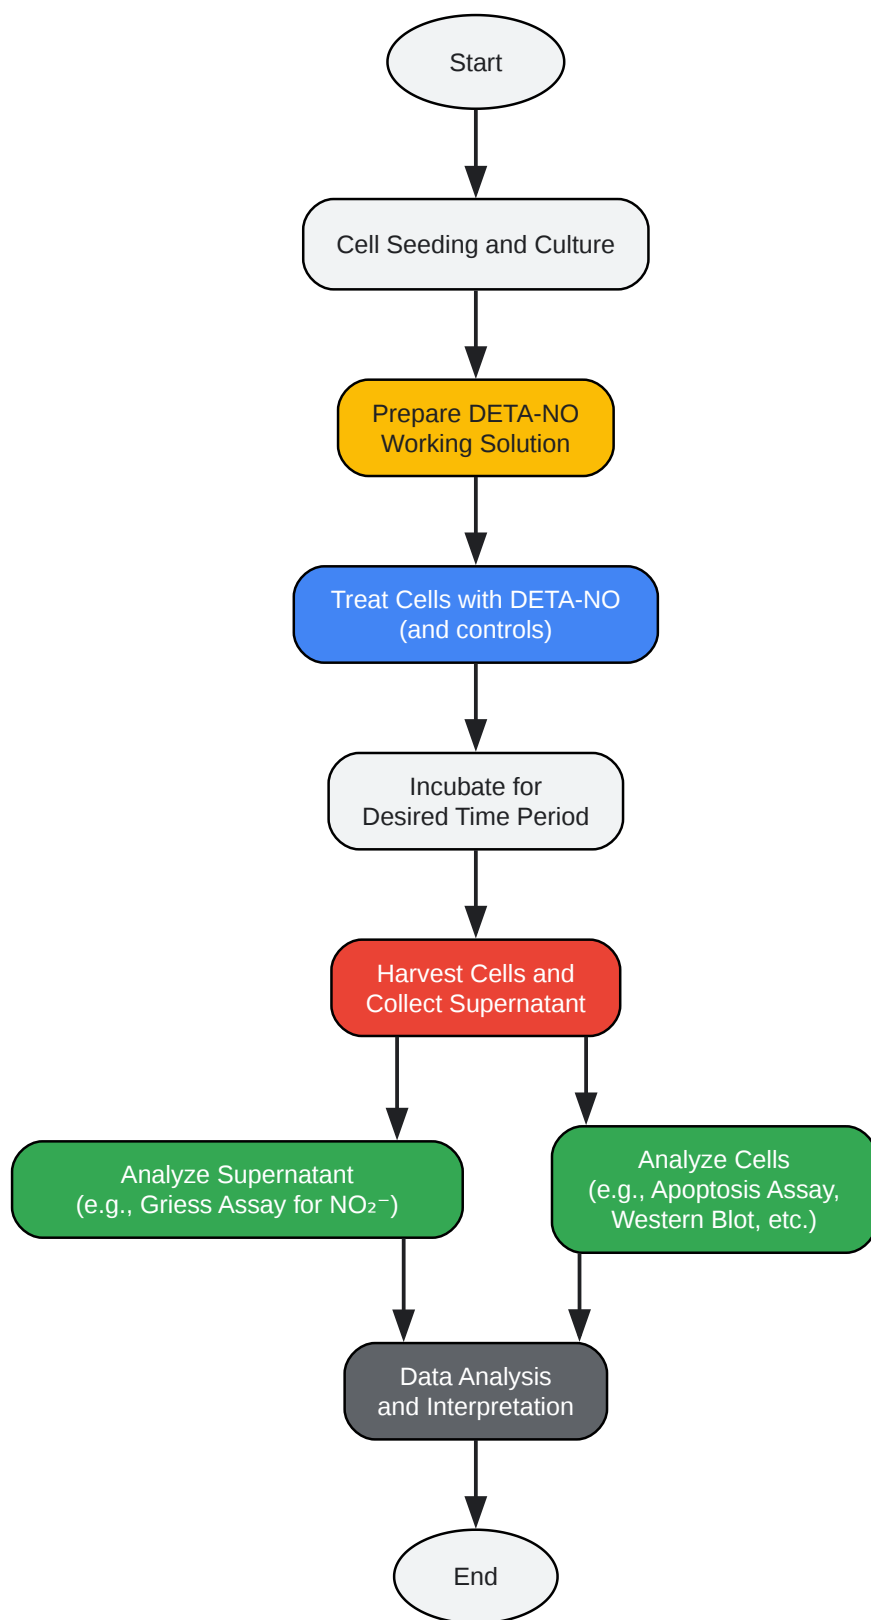 Start
Cell Seeding and Culture
Prepare DETA-NO
Working Solution
Treat Cells with DETA-NO
(and controls)
Incubate for
Desired Time Period
Harvest Cells and
Collect Supernatant
Analyze Supernatant
(e.g., Griess Assay for NO₂⁻)
Analyze Cells
(e.g., Apoptosis Assay,
Western Blot, etc.)
Data Analysis
and Interpretation
End